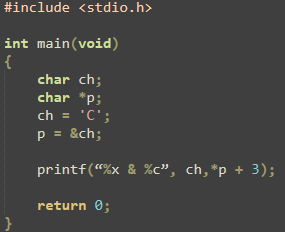 #include <stdio.h>
int main(void)
{
char ch;
char *p;
ch = 'C';
p = &ch;
printf(“%x & %c”, ch,*p + 3);
return 0;
}